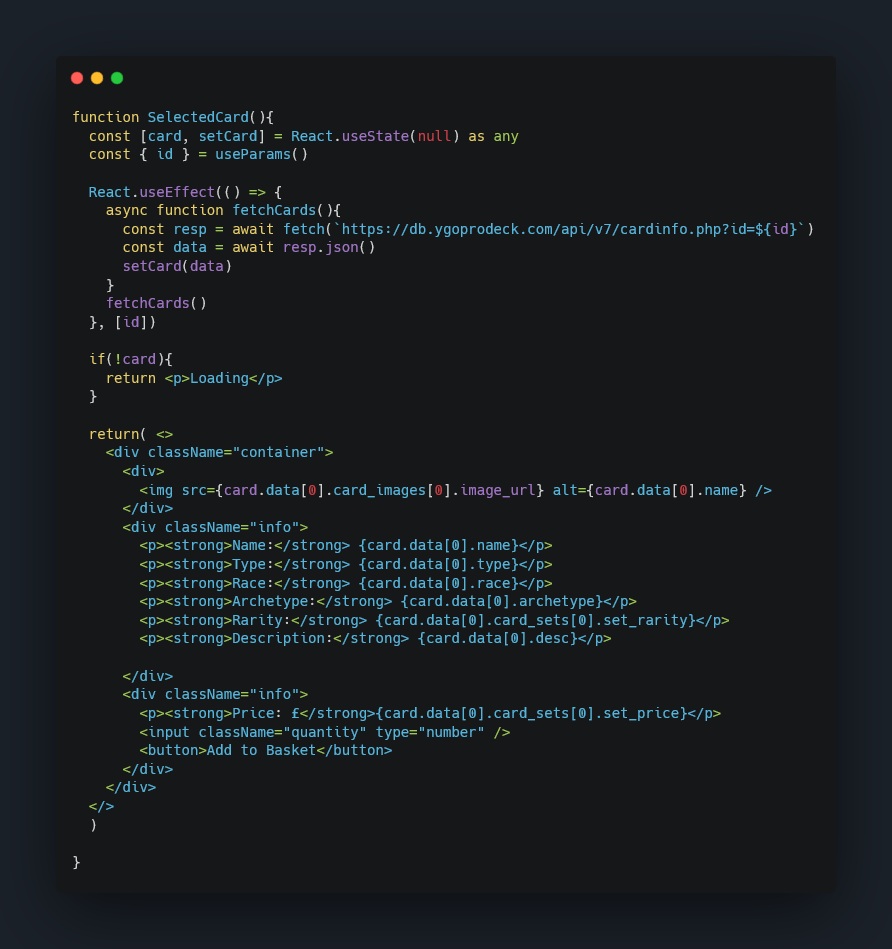 function SelectedCard(){
  const [card, setCard] = React.useState(null) as any
  const { id } = useParams()

  React.useEffect(() => {
    async function fetchCards(){
      const resp = await fetch(`https://db.ygoprodeck.com/api/v7/cardinfo.php?id=${id}`)
      const data = await resp.json()
      setCard(data)
    }
    fetchCards()
  }, [id])

  if(!card){
    return <p>Loading</p>
  }

  return( <>
    <div className="container">
      <div>
        <img src={card.data[0].card_images[0].image_url} alt={card.data[0].name} />
      </div>
      <div className="info">
        <p><strong>Name:</strong> {card.data[0].name}</p>
        <p><strong>Type:</strong> {card.data[0].type}</p>
        <p><strong>Race:</strong> {card.data[0].race}</p>
        <p><strong>Archetype:</strong> {card.data[0].archetype}</p>
        <p><strong>Rarity:</strong> {card.data[0].card_sets[0].set_rarity}</p>
        <p><strong>Description:</strong> {card.data[0].desc}</p>

      </div>
      <div className="info">
        <p><strong>Price: £</strong>{card.data[0].card_sets[0].set_price}</p>
        <input className="quantity" type="number" />
        <button>Add to Basket</button>
      </div>
    </div>
  </>
  )

}